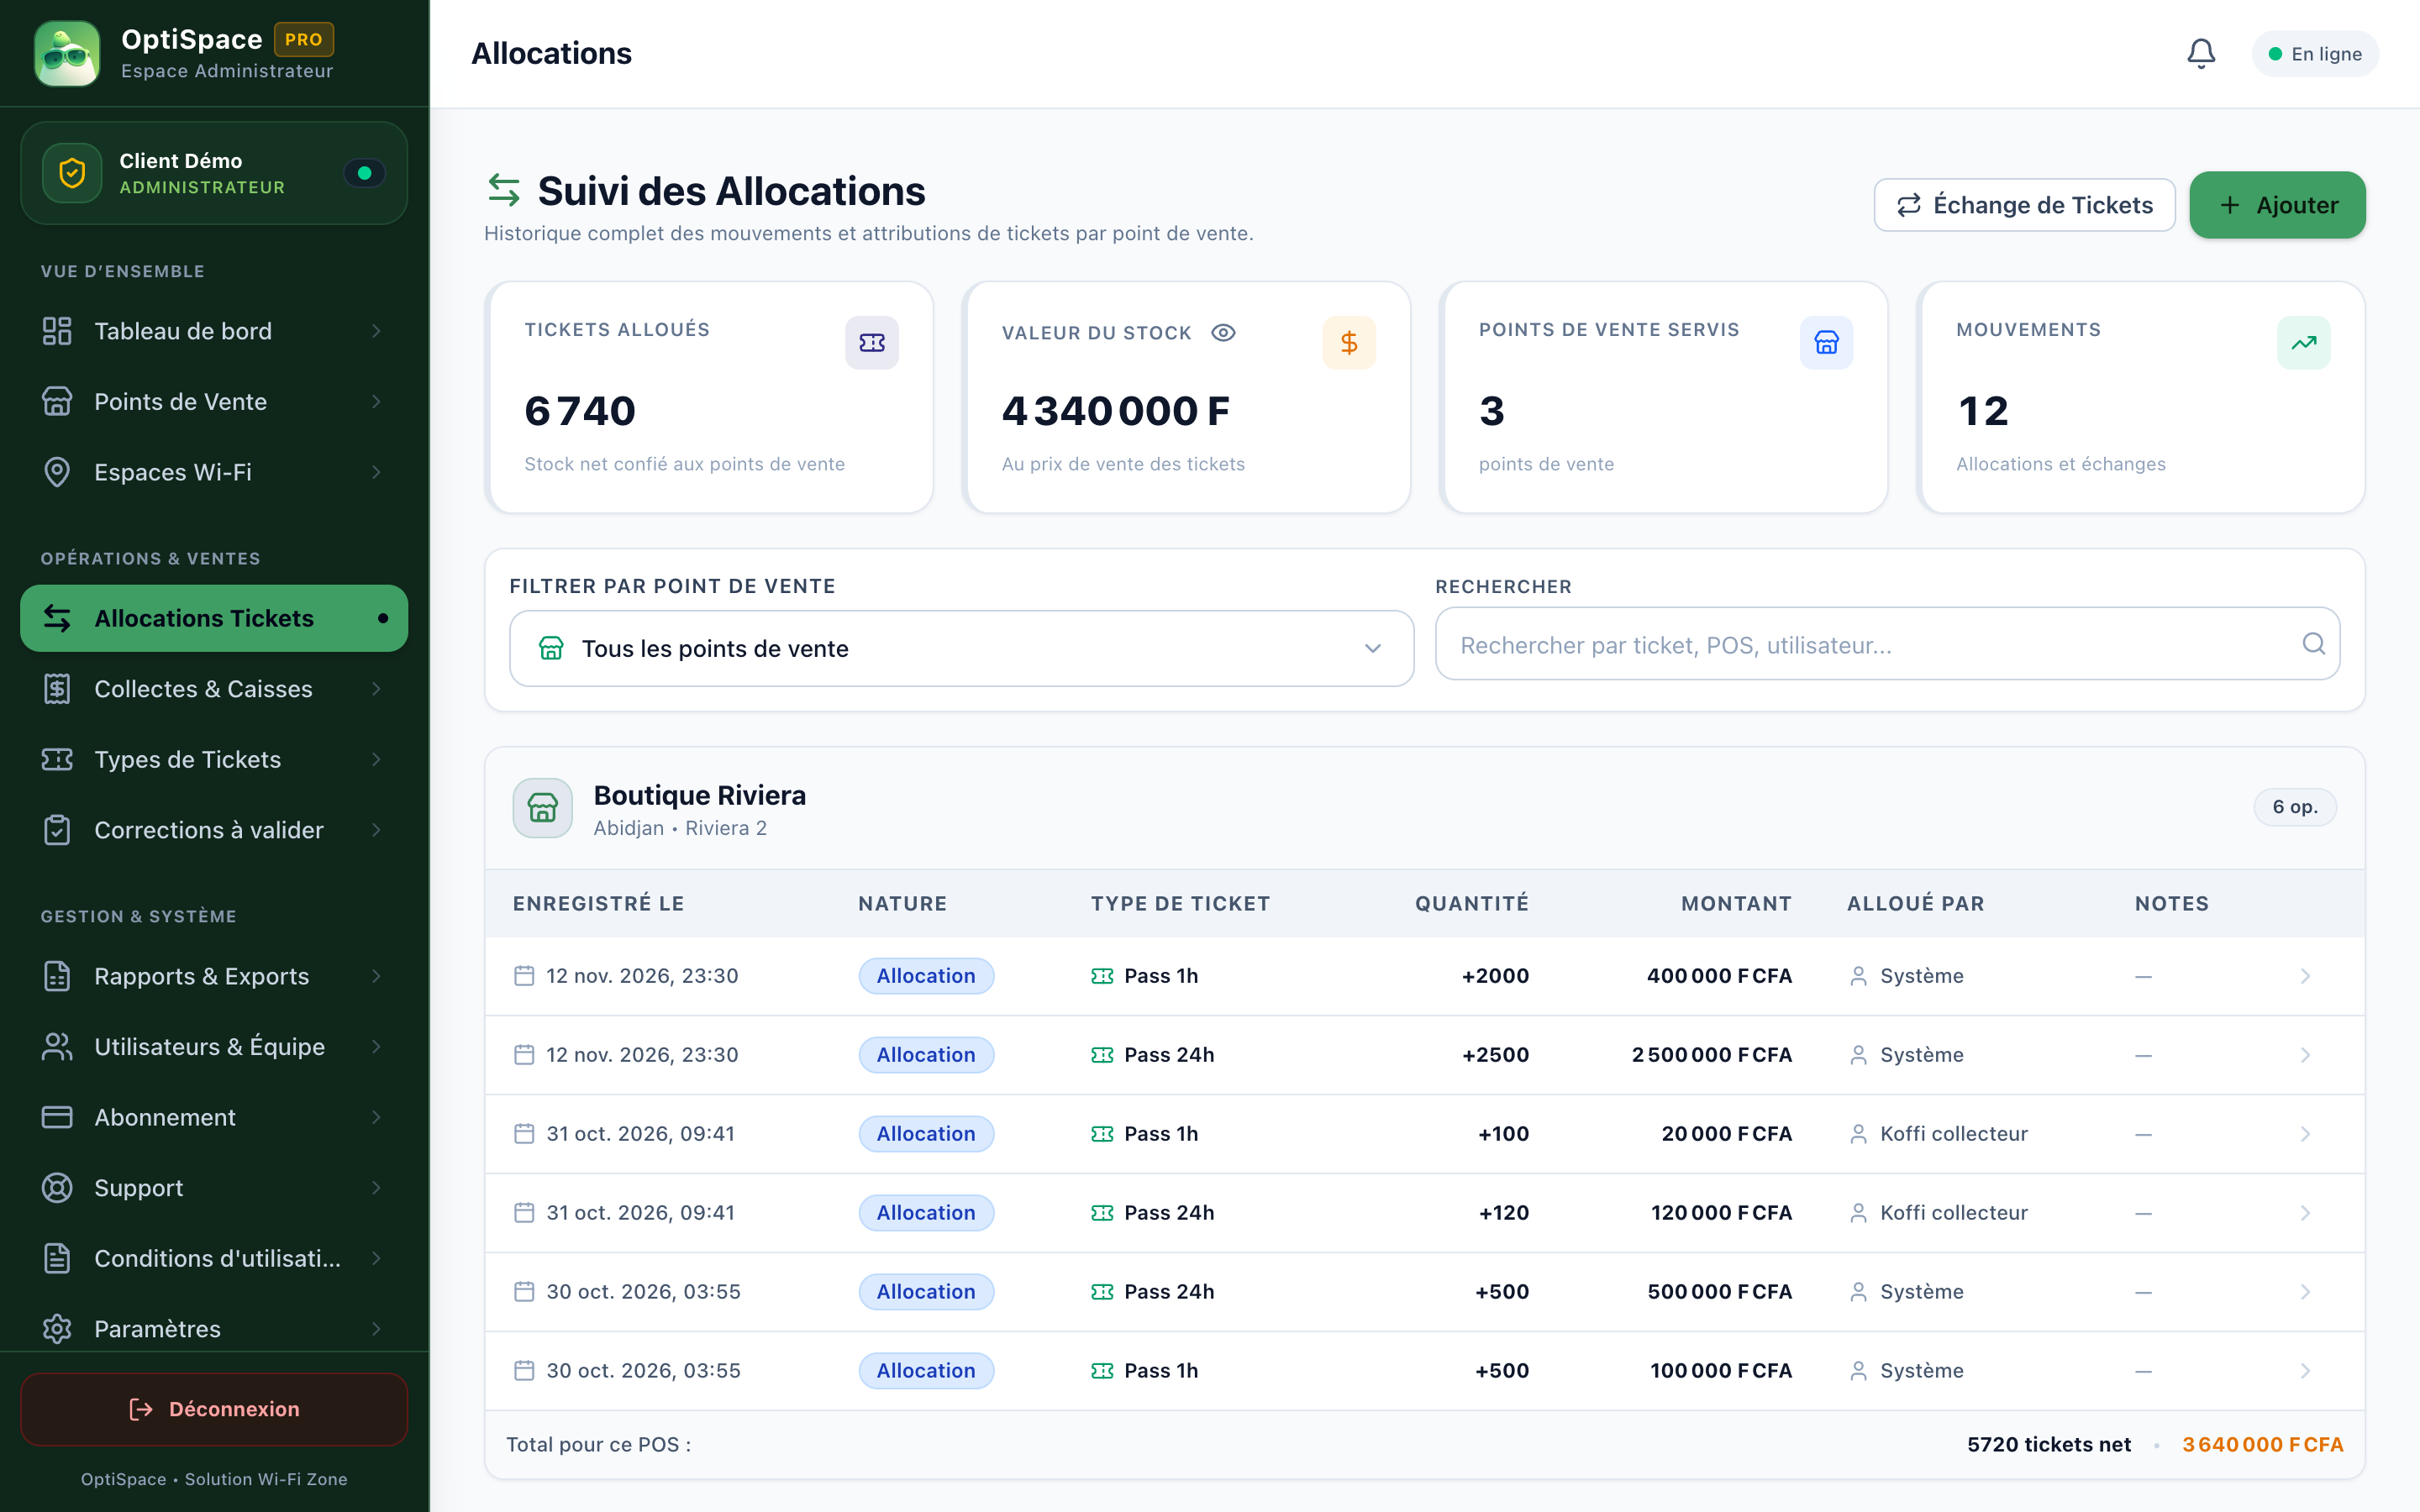 OptiSpace PRO
Espace Administrateur
Client Démo
ADMINISTRATEUR
VUE D'ENSEMBLE
Tableau de bord
Points de Vente
Espaces Wi-Fi
OPÉRATIONS & VENTES
Allocations Tickets
Collectes & Caisses
Types de Tickets
Corrections à valider
GESTION & SYSTÈME
Rapports & Exports
Utilisateurs & Équipe
Abonnement
Support
Conditions d'utilisati...
Paramètres
Déconnexion
OptiSpace • Solution Wi-Fi Zone
Allocations
En ligne
Suivi des Allocations
Historique complet des mouvements et attributions de tickets par point de vente.
Échange de Tickets
+ Ajouter
TICKETS ALLOUÉS
6 740
Stock net confié aux points de vente
VALEUR DU STOCK
4 340 000 F
Au prix de vente des tickets
POINTS DE VENTE SERVIS
3
points de vente
MOUVEMENTS
12
Allocations et échanges
FILTRER PAR POINT DE VENTE
Tous les points de vente
RECHERCHER
Rechercher par ticket, POS, utilisateur...
Boutique Riviera
Abidjan • Riviera 2
6 op.
ENREGISTRÉ LE NATURE TYPE DE TICKET QUANTITÉ MONTANT ALLOUÉ PAR NOTES
12 nov. 2026, 23:30 Allocation Pass 1h +2000 400 000 F CFA Système —
12 nov. 2026, 23:30 Allocation Pass 24h +2500 2 500 000 F CFA Système —
31 oct. 2026, 09:41 Allocation Pass 1h +100 20 000 F CFA Koffi collecteur —
31 oct. 2026, 09:41 Allocation Pass 24h +120 120 000 F CFA Koffi collecteur —
30 oct. 2026, 03:55 Allocation Pass 24h +500 500 000 F CFA Système —
30 oct. 2026, 03:55 Allocation Pass 1h +500 100 000 F CFA Système —
Total pour ce POS : 5720 tickets net • 3 640 000 F CFA